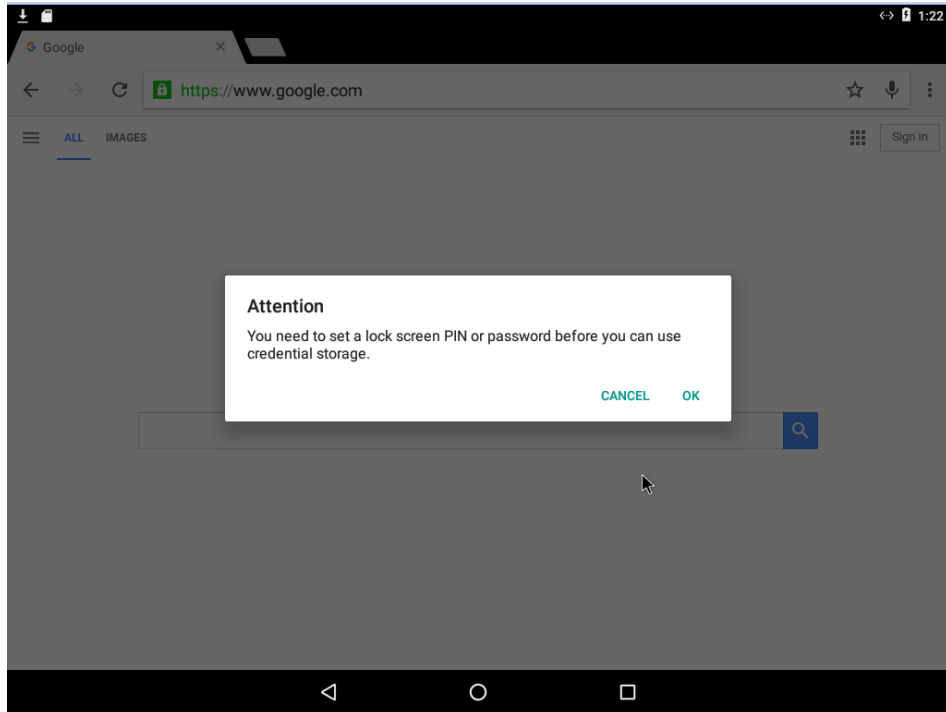 1:22
Google
https://www.google.com
ALL IMAGES
Sign in
Attention
You need to set a lock screen PIN or password before you can use
credential storage.
CANCEL OK